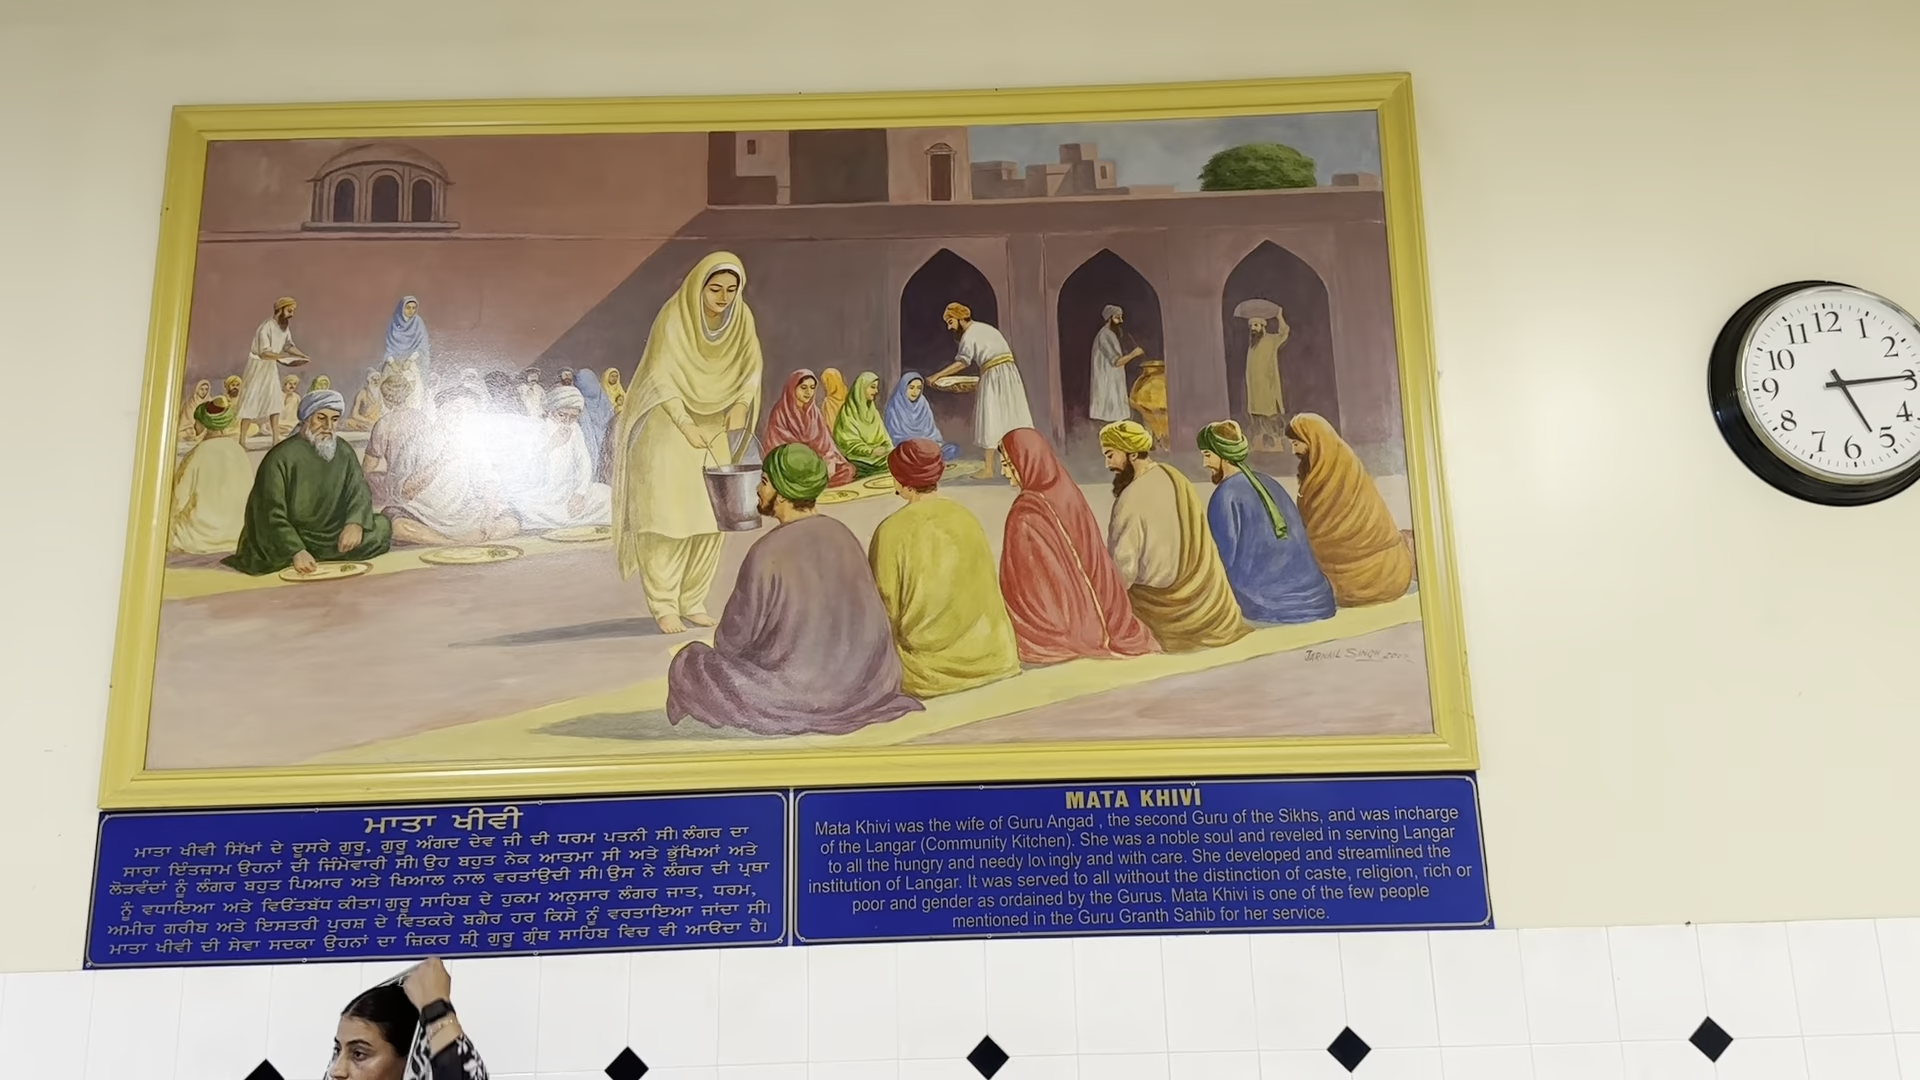 JARNAIL SINGH
ਮਾਤਾ ਖੀਵੀ
ਮਾਤਾ ਖੀਵੀ ਸਿੱਖਾਂ ਦੇ ਦੂਸਰੇ ਗੁਰੂ, ਗੁਰੂ ਅੰਗਦ ਦੇਵ ਜੀ ਦੀ ਧਰਮ ਪਤਨੀ ਸੀ। ਲੰਗਰ ਦਾ
ਸਾਰਾ ਇੰਤਜ਼ਾਮ ਉਹਨਾਂ ਦੀ ਜਿੰਮੇਵਾਰੀ ਸੀ। ਉਹ ਬਹੁਤ ਨੇਕ ਆਤਮਾ ਸੀ ਅਤੇ ਭੁੱਖਿਆਂ ਅਤੇ
ਲੋੜਵੰਦਾਂ ਨੂੰ ਲੰਗਰ ਬਹੁਤ ਪਿਆਰ ਅਤੇ ਖਿਆਲ ਨਾਲ ਵਰਤਾਂਉਦੀ ਸੀ। ਉਸ ਨੇ ਲੰਗਰ ਦੀ ਪ੍ਰਥਾ
ਨੂੰ ਵਧਾਇਆ ਅਤੇ ਵਿਓਂਤਬੱਧ ਕੀਤਾ। ਗੁਰੂ ਸਾਹਿਬ ਦੇ ਹੁਕਮ ਅਨੁਸਾਰ ਲੰਗਰ ਜਾਤ, ਧਰਮ,
ਅਮੀਰ ਗਰੀਬ ਅਤੇ ਇਸਤਰੀ ਪੁਰਸ਼ ਦੇ ਵਿਤਕਰੇ ਬਗੈਰ ਹਰ ਕਿਸੇ ਨੂੰ ਵਰਤਾਇਆ ਜਾਂਦਾ ਸੀ।
ਮਾਤਾ ਖੀਵੀ ਦੀ ਸੇਵਾ ਸਦਕਾ ਉਹਨਾਂ ਦਾ ਜ਼ਿਕਰ ਸ਼੍ਰੀ ਗੁਰੂ ਗ੍ਰੰਥ ਸਾਹਿਬ ਵਿਚ ਵੀ ਆਉਂਦਾ ਹੈ।
MATA KHIVI
Mata Khivi was the wife of Guru Angad , the second Guru of the Sikhs, and was incharge
of the Langar (Community Kitchen). She was a noble soul and reveled in serving Langar
to all the hungry and needy lovingly and with care. She developed and streamlined the
institution of Langar. It was served to all without the distinction of caste, religion, rich or
poor and gender as ordained by the Gurus. Mata Khivi is one of the few people
mentioned in the Guru Granth Sahib for her service.
12
1
2
3
4
5
6
7
8
9
10
11